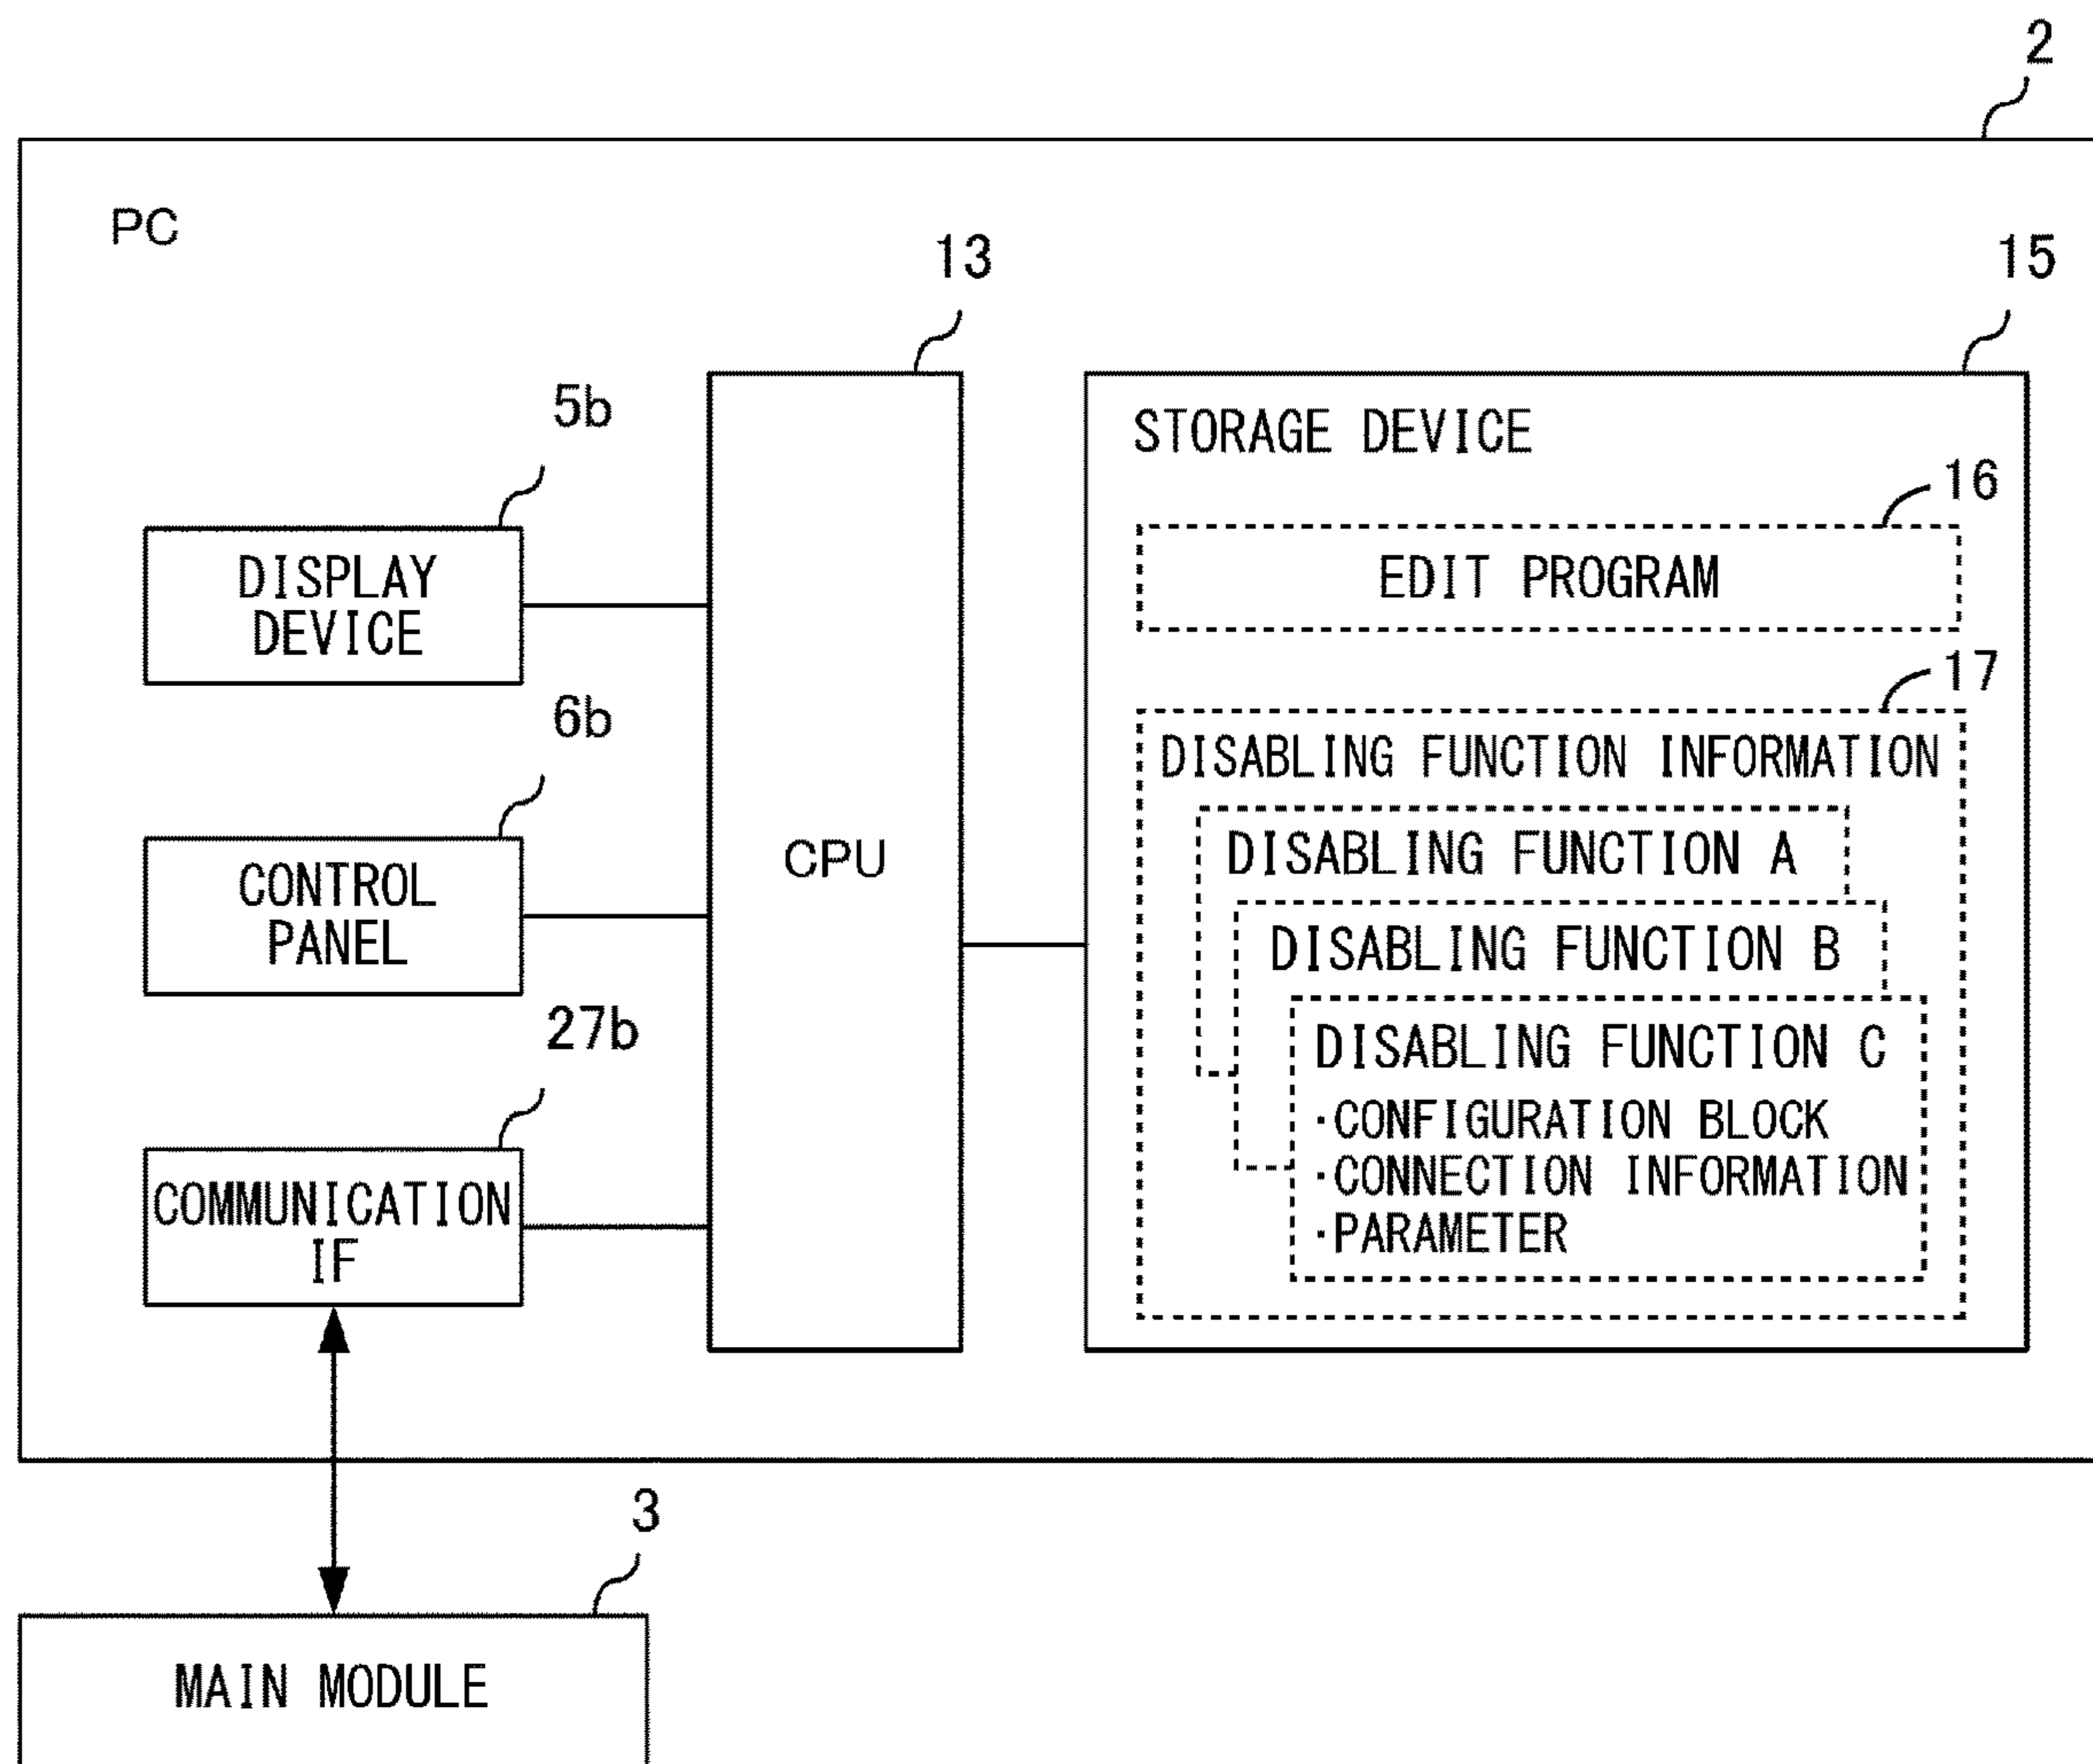 2
PC
13
15
5b
STORAGE DEVICE
16
DISPLAY
DEVICE
EDIT PROGRAM
17
6b
DISABLING FUNCTION INFORMATION
CONTROL
PANEL
CPU
DISABLING FUNCTION A
DISABLING FUNCTION B
27b
DISABLING FUNCTION C
·CONFIGURATION BLOCK
·CONNECTION INFORMATION
·PARAMETER
COMMUNICATION
IF
3
MAIN MODULE